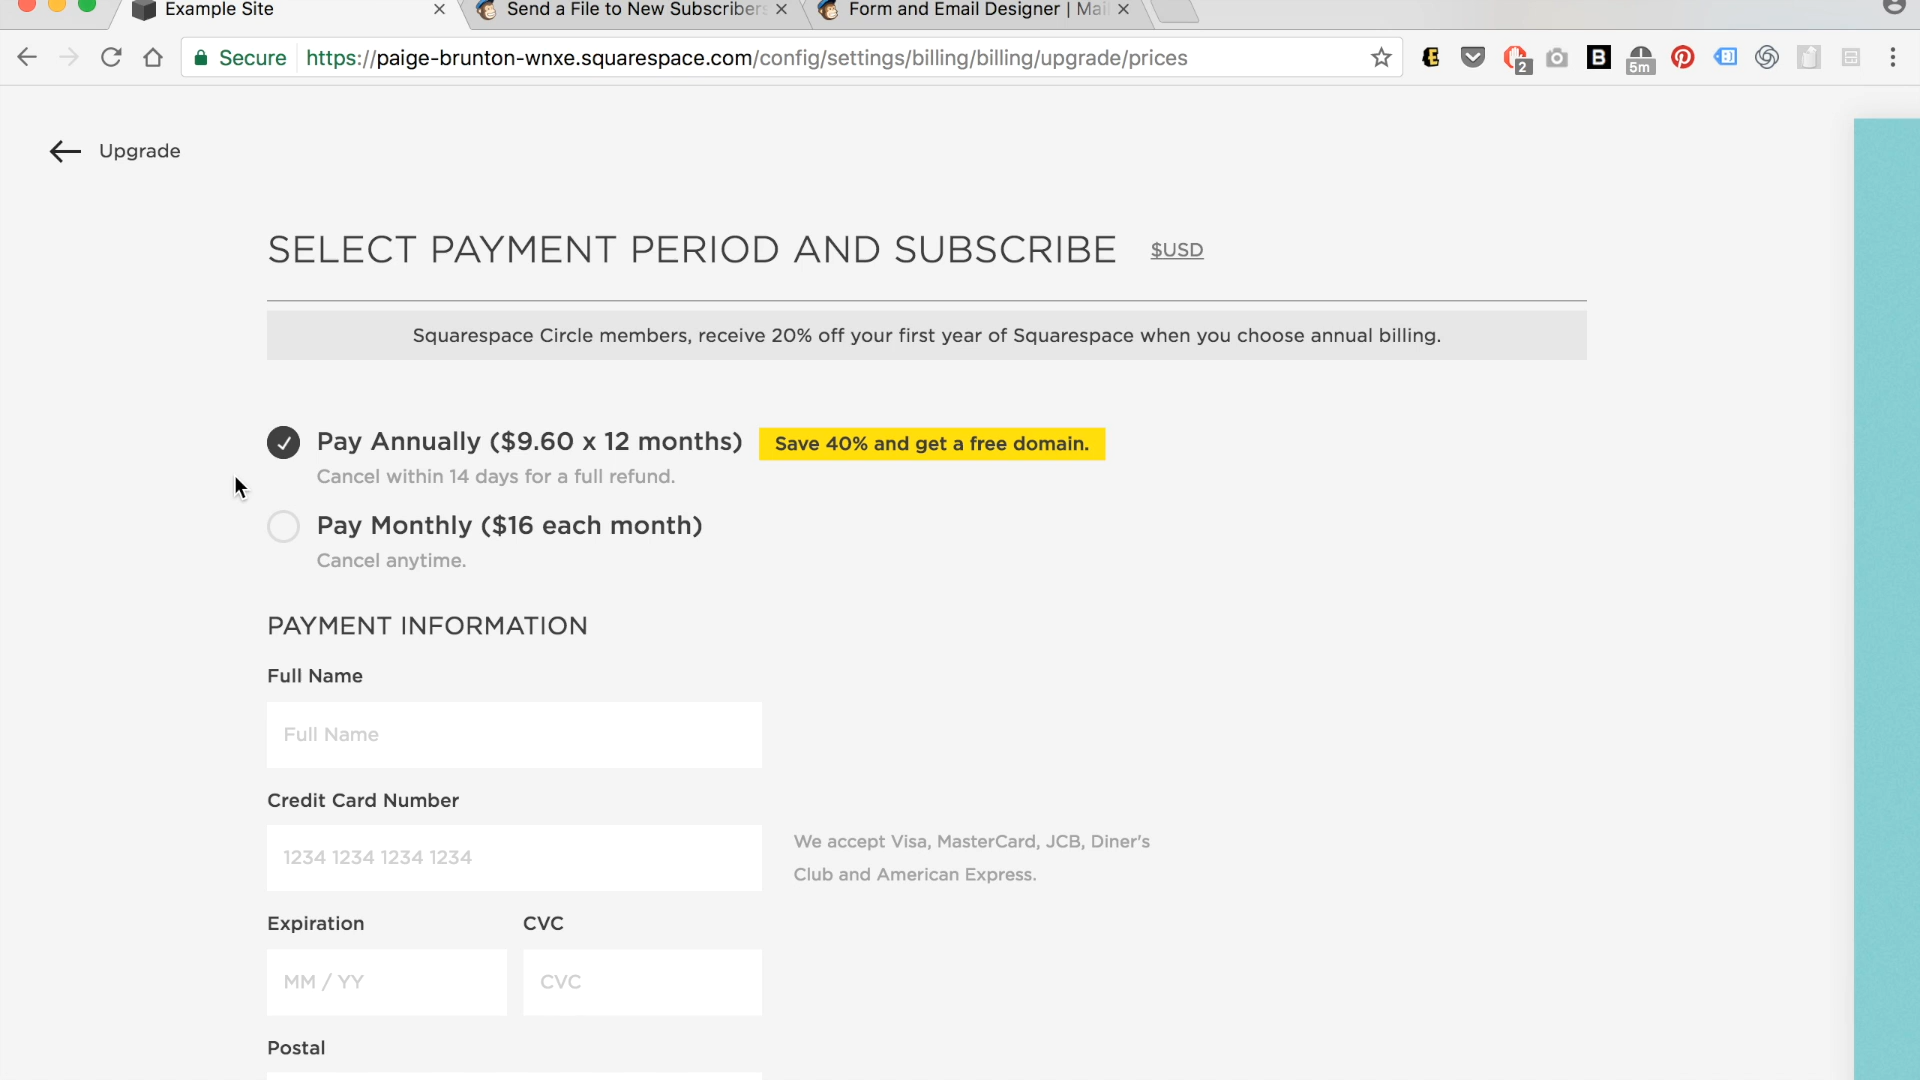 Example Site
Send a File to New Subscribers
Form and Email Designer | Mail
Secure https://paige-brunton-wnxe.squarespace.com/config/settings/billing/billing/upgrade/prices
2
B
5m
Upgrade
SELECT PAYMENT PERIOD AND SUBSCRIBE $USD
Squarespace Circle members, receive 20% off your first year of Squarespace when you choose annual billing.
Pay Annually ($9.60 x 12 months) Save 40% and get a free domain.
Cancel within 14 days for a full refund.
Pay Monthly ($16 each month)
Cancel anytime.
PAYMENT INFORMATION
Full Name
Full Name
Credit Card Number
1234 1234 1234 1234
We accept Visa, MasterCard, JCB, Diner's
Club and American Express.
Expiration CVC
MM / YY CVC
Postal